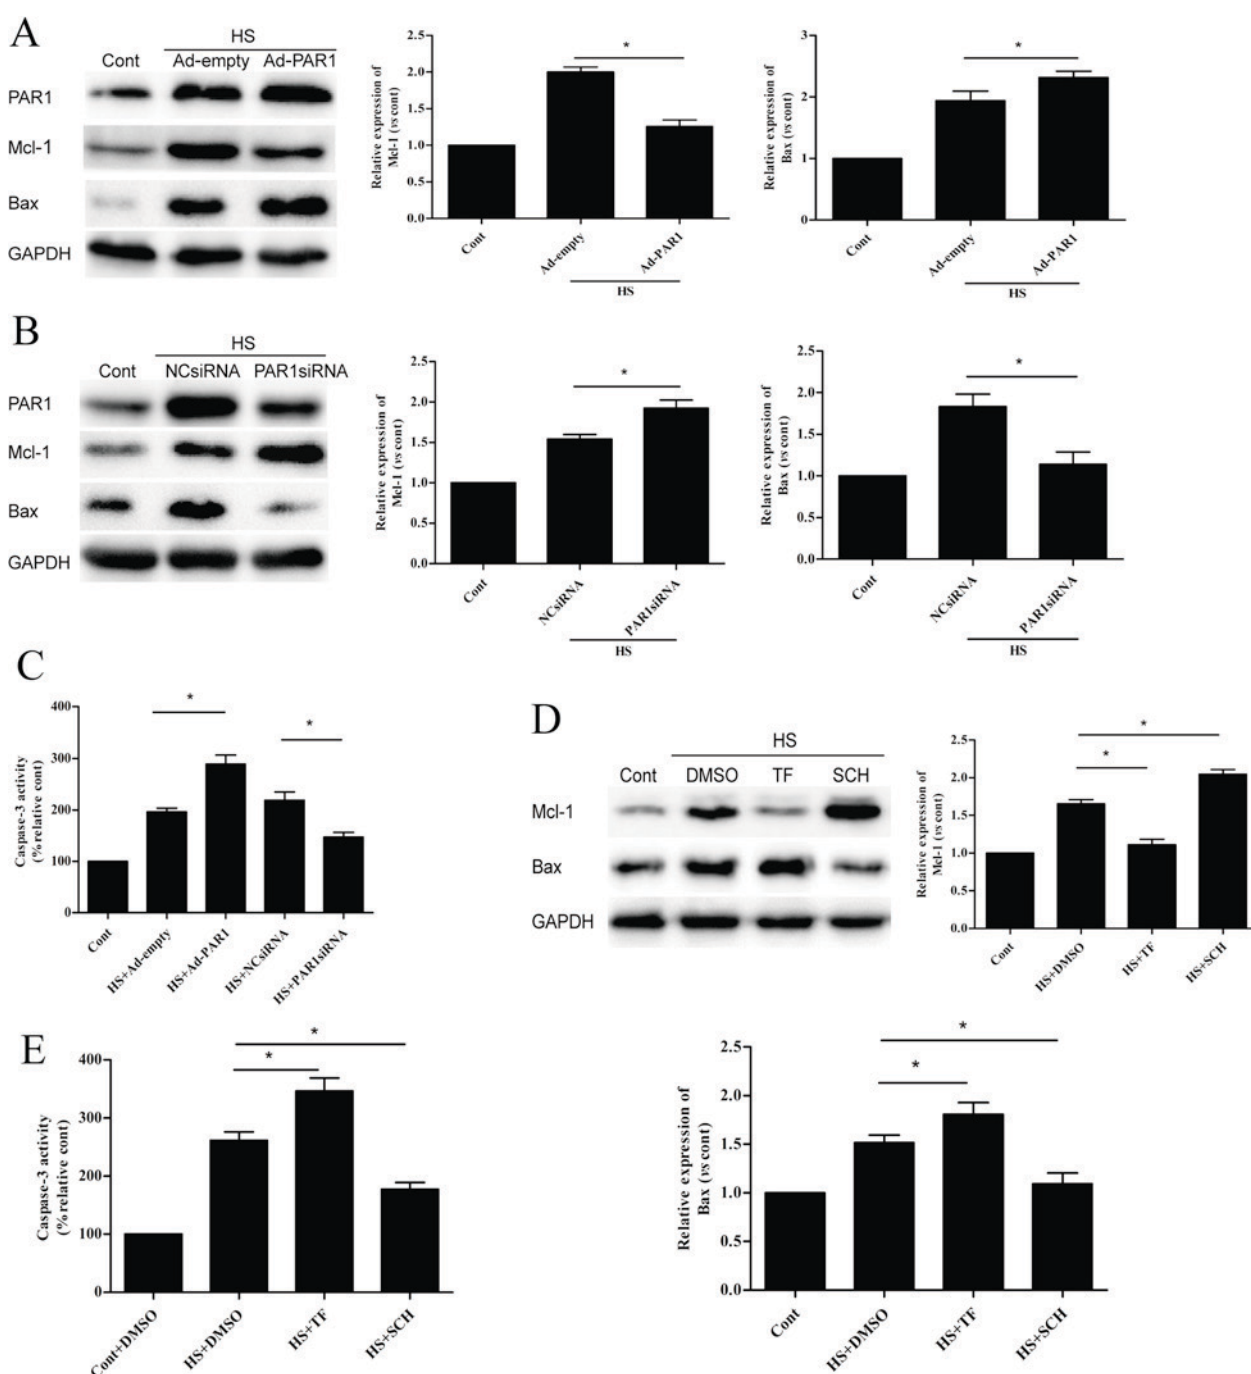 A
HS
Cont Ad-empty Ad-PAR1
PAR1
Mcl-1
Bax
GAPDH
Relative expression of
Mcl-1 (vs cont)
2.5
2.0
1.5
1.0
0.5
0.0
*
Cont
Ad-empty
Ad-PAR1
HS
Relative expression of
Bax (vs cont)
3
2
1
0
*
Cont
Ad-empty
Ad-PAR1
HS
B
HS
Cont NCsiRNA PAR1siRNA
PAR1
Mcl-1
Bax
GAPDH
Relative expression of
Mcl-1 (vs cont)
2.5
2.0
1.5
1.0
0.5
0.0
*
Cont
NCsiRNA
PAR1siRNA
HS
Relative expression of
Bax (vs cont)
2.5
2.0
1.5
1.0
0.5
0.0
*
Cont
NCsiRNA
PAR1siRNA
HS
C
Caspase-3 activity
(% relative cont)
400
300
200
100
0
*
*
Cont
HS+Ad-empty
HS+Ad-PAR1
HS+NCsiRNA
HS+PAR1siRNA
D
HS
Cont DMSO TF SCH
Mcl-1
Bax
GAPDH
Relative expression of
Mcl-1 (vs cont)
2.5
2.0
1.5
1.0
0.5
0.0
*
*
Cont
HS+DMSO
HS+TF
HS+SCH
E
Caspase-3 activity
(% relative cont)
400
300
200
100
0
*
*
Cont+DMSO
HS+DMSO
HS+TF
HS+SCH
Relative expression of
Bax (vs cont)
2.5
2.0
1.5
1.0
0.5
0.0
*
*
Cont
HS+DMSO
HS+TF
HS+SCH